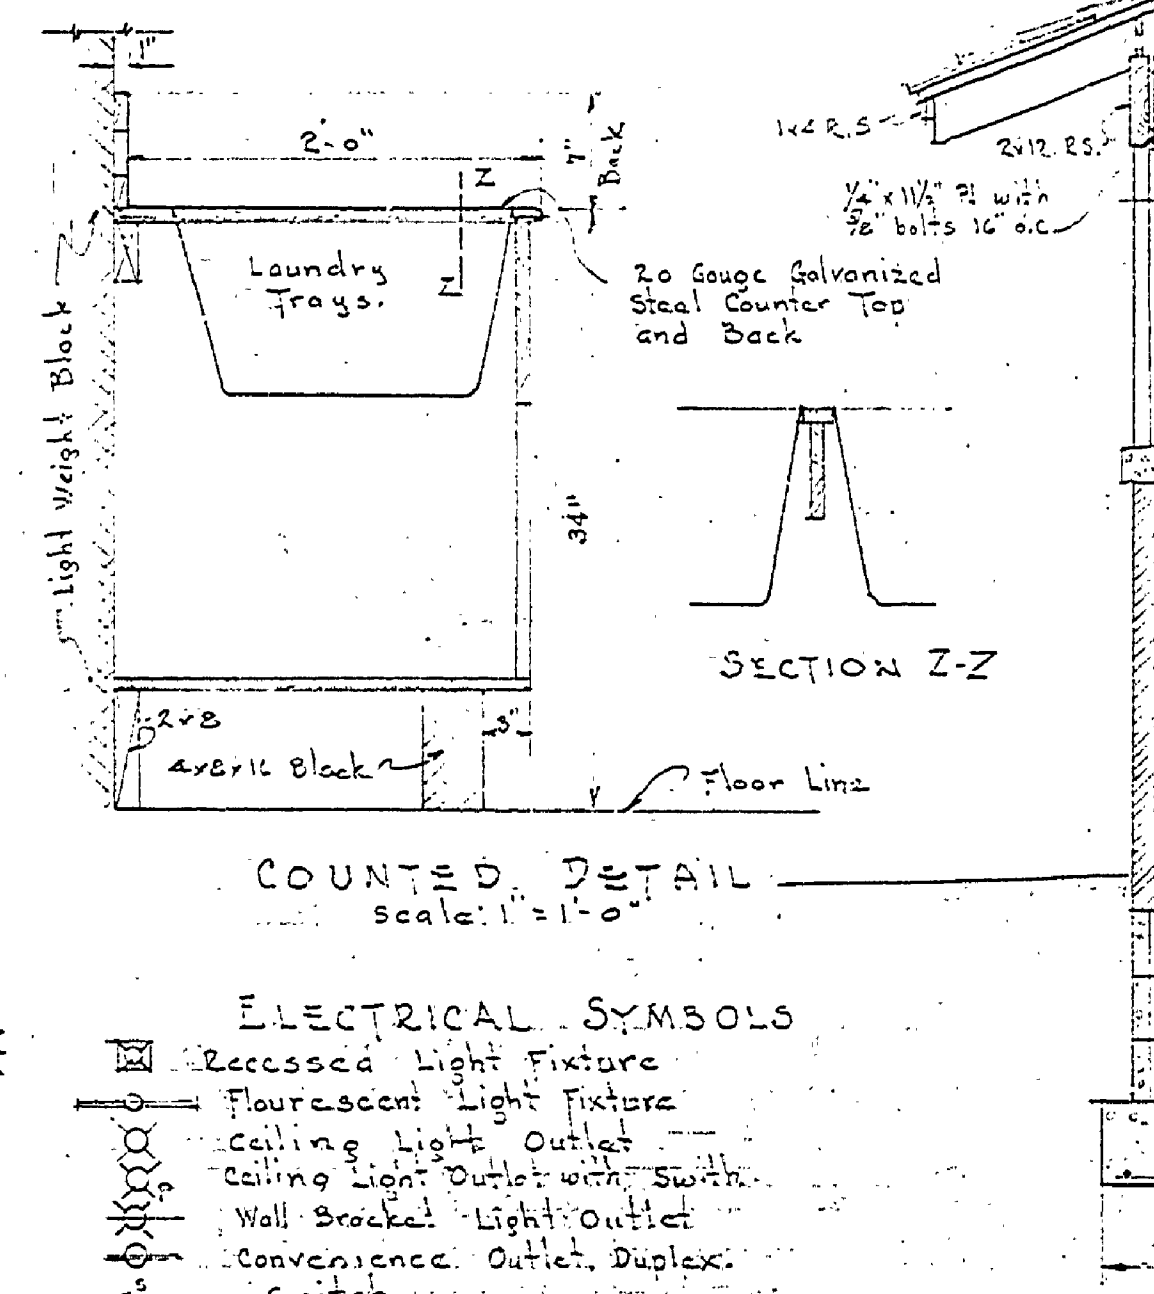 1"
2'-0"
7"
Back
Z
Z
Laundry
Trays.
Light Weight Block
20 Gauge Galvanized
Steel Counter Top
and Back
34"
2x8
4x8x16 Block
3"
Floor Line
COUNTED DETAIL
scale: 1" = 1'-0"
SECTION Z-Z
1x4 R.S
2x12 R.S.
1/4" x 11 1/2" Pl with
5/8" bolts 16" o.c.
ELECTRICAL SYMBOLS
Recessed Light Fixture
Flourescent Light Fixture
Ceiling Light Outlet
Ceiling Light Outlet with Swith
P
Wall Bracket Light Outlet
Convenience Outlet, Duplex.
S
Switch